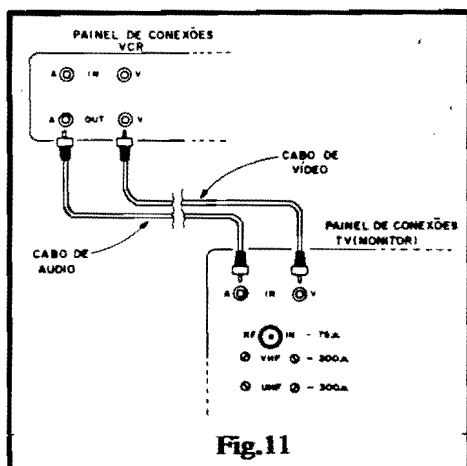 PAINEL DE CONEXÕES
VCR
A IN V
A OUT V
CABO DE
VÍDEO
CABO DE
AUDIO
PAINEL DE CONEXÕES
TV(MONITOR)
A IN V
RF IN - 75Ω
VHF - 300Ω
UHF - 300Ω
Fig.11